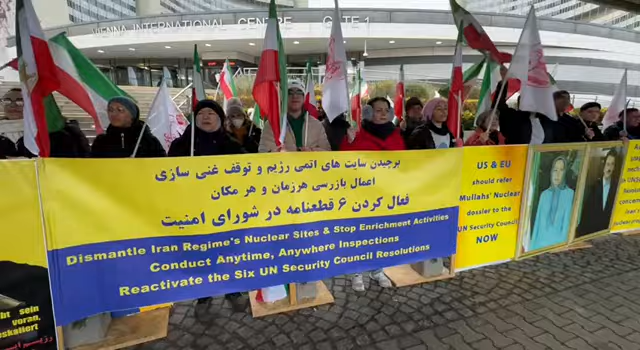 VIENNA INTERNATIONAL CENTRE GATE 1
برچیدن سایت های اتمی رژیم و توقف غنی سازی
اعمال بازرسی هرزمان و هر مکان
فعال کردن ۶ قطعنامه در شورای امنیت
Dismantle Iran Regime's Nuclear Sites & Stop Enrichment Activities
Conduct Anytime, Anywhere Inspections
Reactivate the Six UN Security Council Resolutions
US & EU
should refer
Mullahs' Nuclear
dossier to the
UN Security Council
NOW
ht sein
voran.